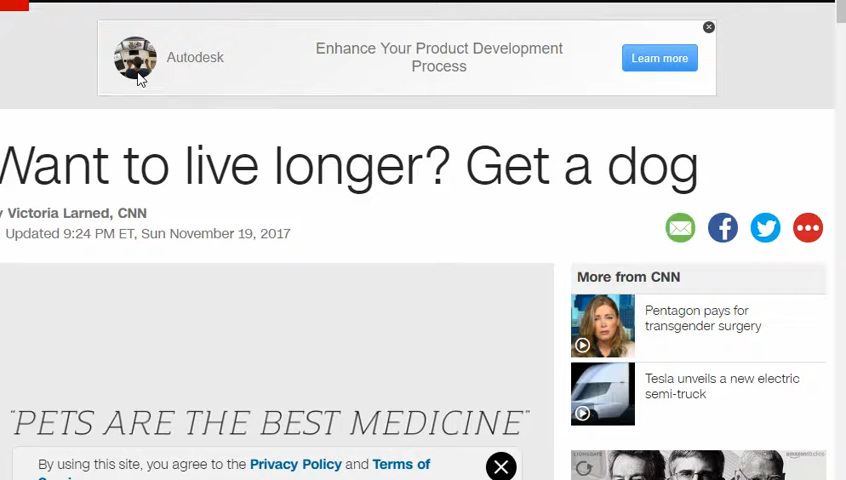 Autodesk
Enhance Your Product Development
Process
Learn more
Want to live longer? Get a dog
Victoria Larned, CNN
Updated 9:24 PM ET, Sun November 19, 2017
More from CNN
Pentagon pays for
transgender surgery
Tesla unveils a new electric
semi-truck
"PETS ARE THE BEST MEDICINE"
By using this site, you agree to the Privacy Policy and Terms of
LIONSGATE
amazonstudios